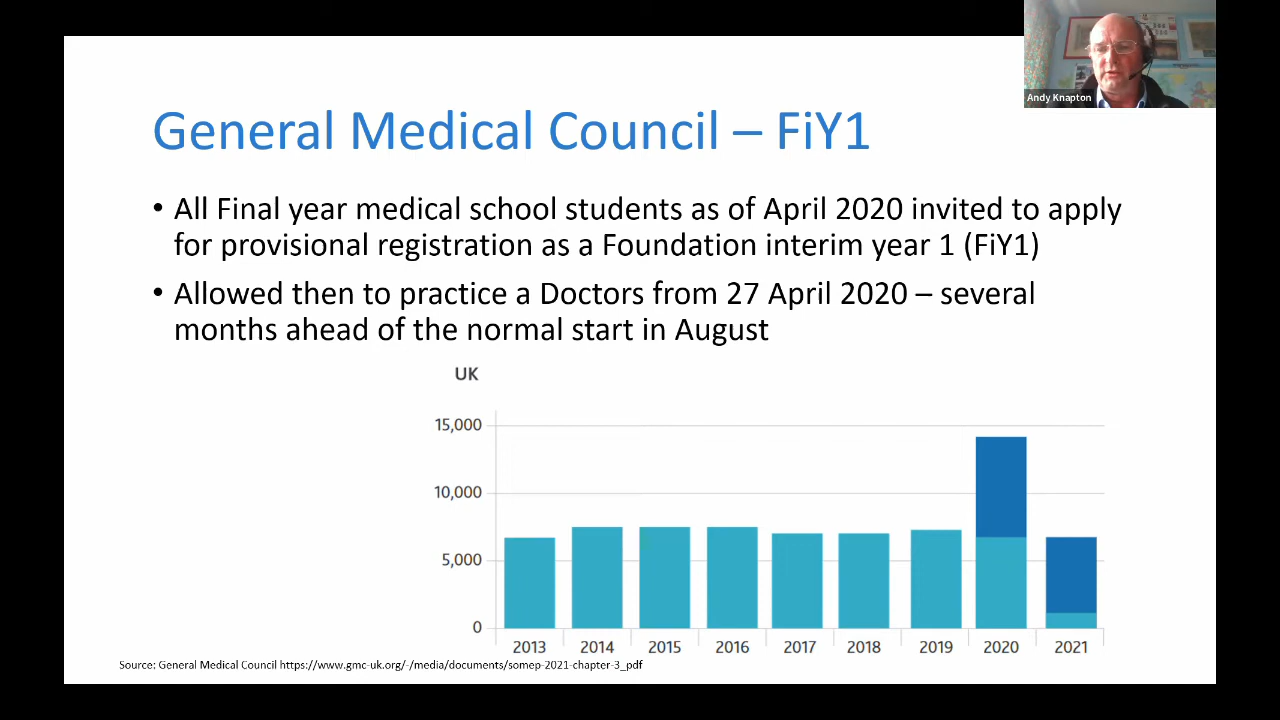 Andy Knapton
General Medical Council – FiY1
• All Final year medical school students as of April 2020 invited to apply
for provisional registration as a Foundation interim year 1 (FiY1)
• Allowed then to practice a Doctors from 27 April 2020 – several
months ahead of the normal start in August
UK
15,000
10,000
5,000
0
2013 2014 2015 2016 2017 2018 2019 2020 2021
Source: General Medical Council https://www.gmc-uk.org/-/media/documents/somep-2021-chapter-3_pdf